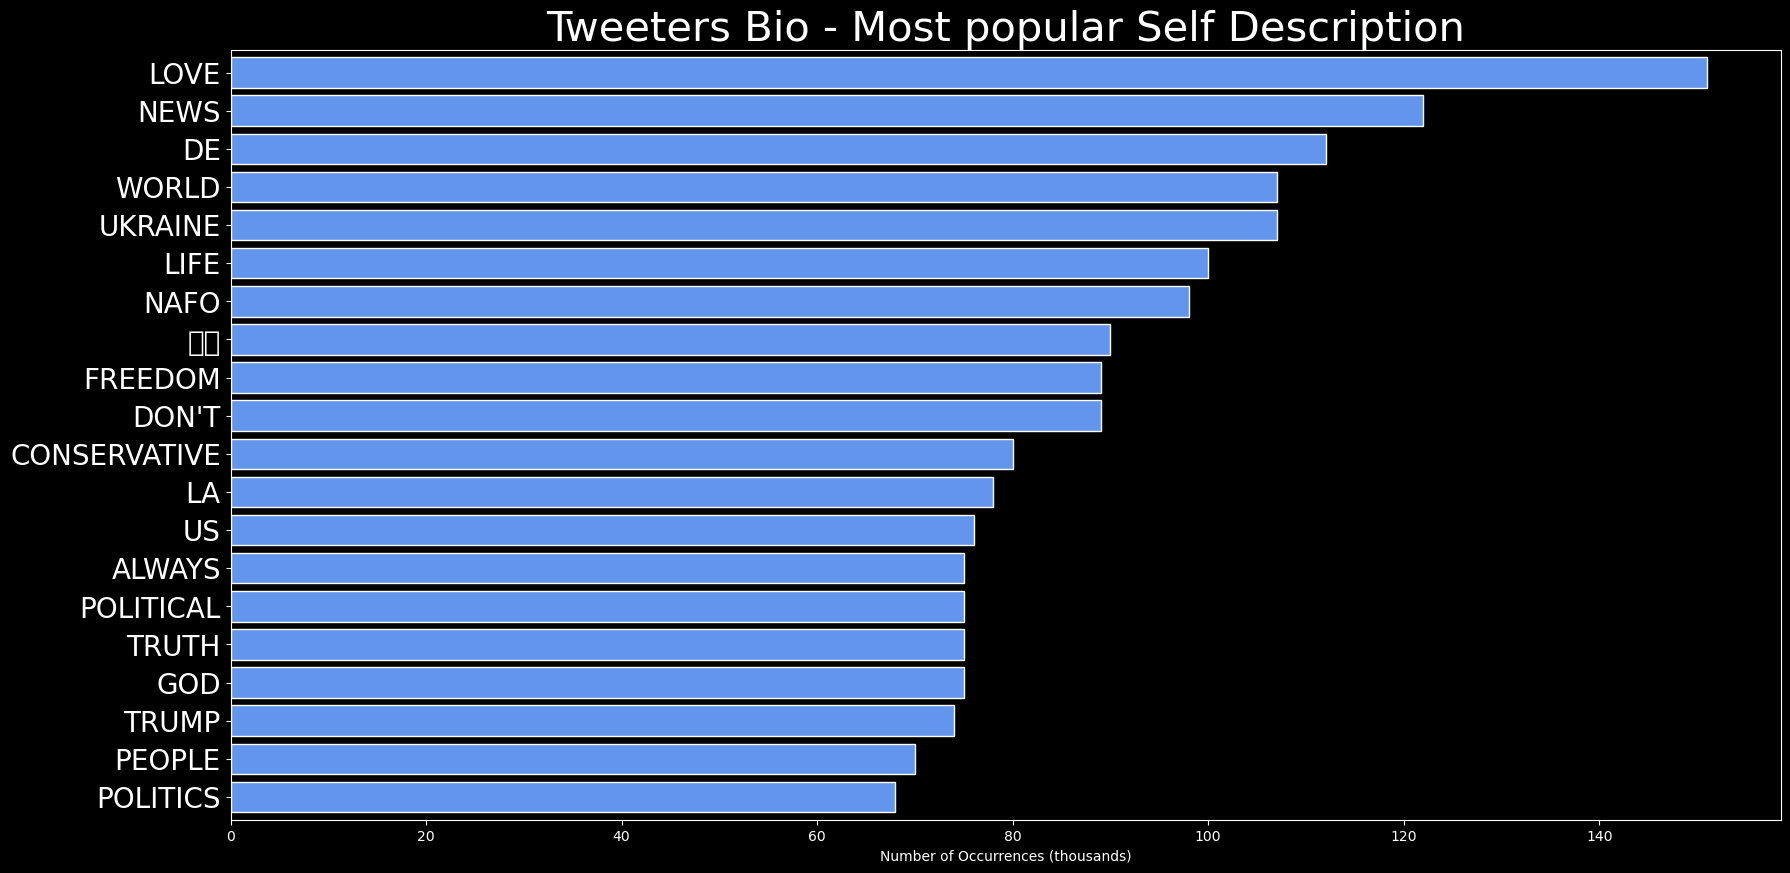 Tweeters Bio - Most popular Self Description
LOVE
NEWS
DE
WORLD
UKRAINE
LIFE
NAFO
FREEDOM
DON'T
CONSERVATIVE
LA
US
ALWAYS
POLITICAL
TRUTH
GOD
TRUMP
PEOPLE
POLITICS
0 20 40 60 80 100 120 140
Number of Occurrences (thousands)